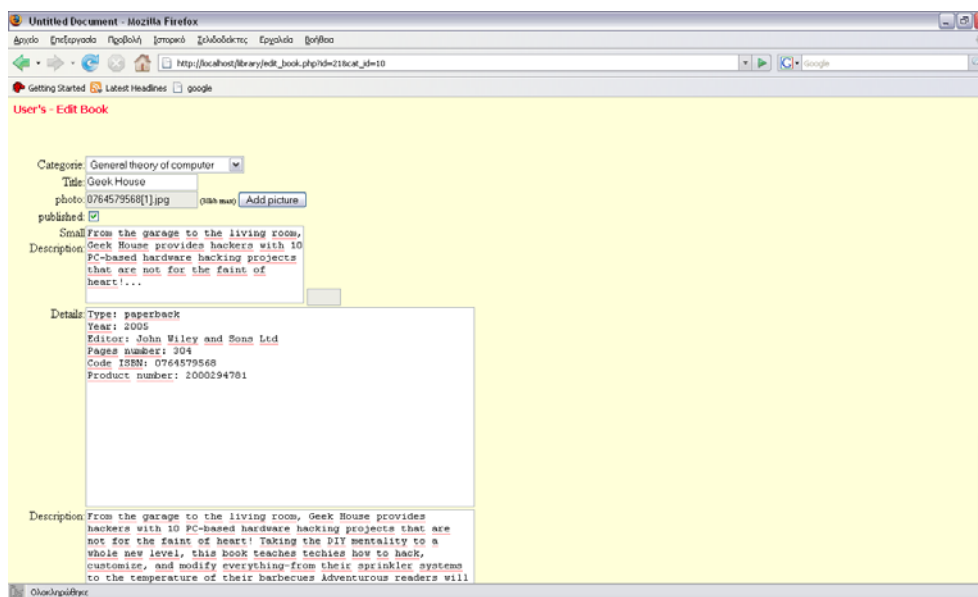 Untitled Document - Mozilla Firefox
Αρχείο Επεξεργασία Προβολή Ιστορικό Σελιδοδείκτες Εργαλεία Βοήθεια
http://localhost/library/edit_book.php?id=21&cat_id=10
Google
Getting Started Latest Headlines google
User's - Edit Book
Categorie: General theory of computer
Title: Geek House
photo: 0764579568[1].jpg max) Add picture
published:
Small Description:
From the garage to the living room,
Geek House provides hackers with 10
PC-based hardware hacking projects
that are not for the faint of
heart!...
Details: Type: paperback
Year: 2005
Editor: John Wiley and Sons Ltd
Pages number: 304
Code ISBN: 0764579568
Product number: 2000294781
Description: From the garage to the living room, Geek House provides
hackers with 10 PC-based hardware hacking projects that are
not for the faint of heart! Taking the DIY mentality to a
whole new level, this book teaches techies how to hack,
customize, and modify everything-from their sprinkler systems
to the temperature of their barbecues Adventurous readers will
Ολοκληρώθηκε